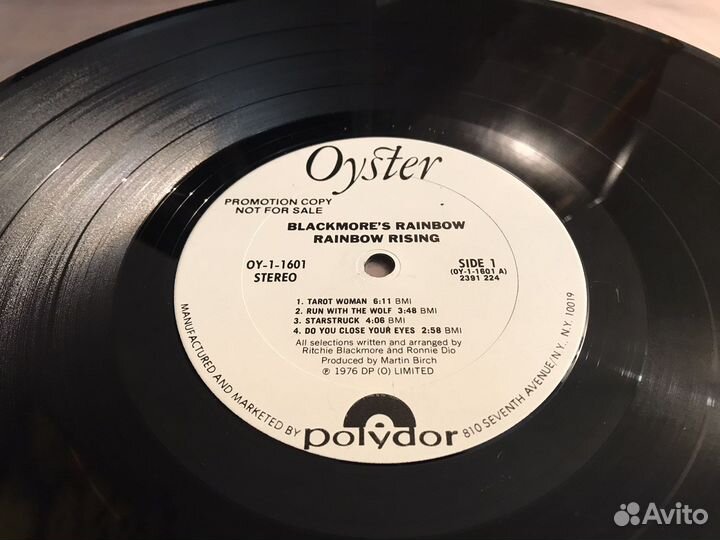 Oyster
PROMOTION COPY
NOT FOR SALE
BLACKMORE'S RAINBOW
RAINBOW RISING
OY-1-1601
STEREO
SIDE 1
(OY-1-1601 A)
2391 224
1. TAROT WOMAN 6:11 BMI
2. RUN WITH THE WOLF 3:48 BMI
3. STARSTRUCK 4:06 BMI
4. DO YOU CLOSE YOUR EYES 2:58 BMI
All selections written and arranged by
Ritchie Blackmore and Ronnie Dio
Produced by Martin Birch
℗ 1976 DP (O) LIMITED
MANUFACTURED AND MARKETED BY polydor 810 SEVENTH AVENUE/N.Y. N.Y. 10019
Avito